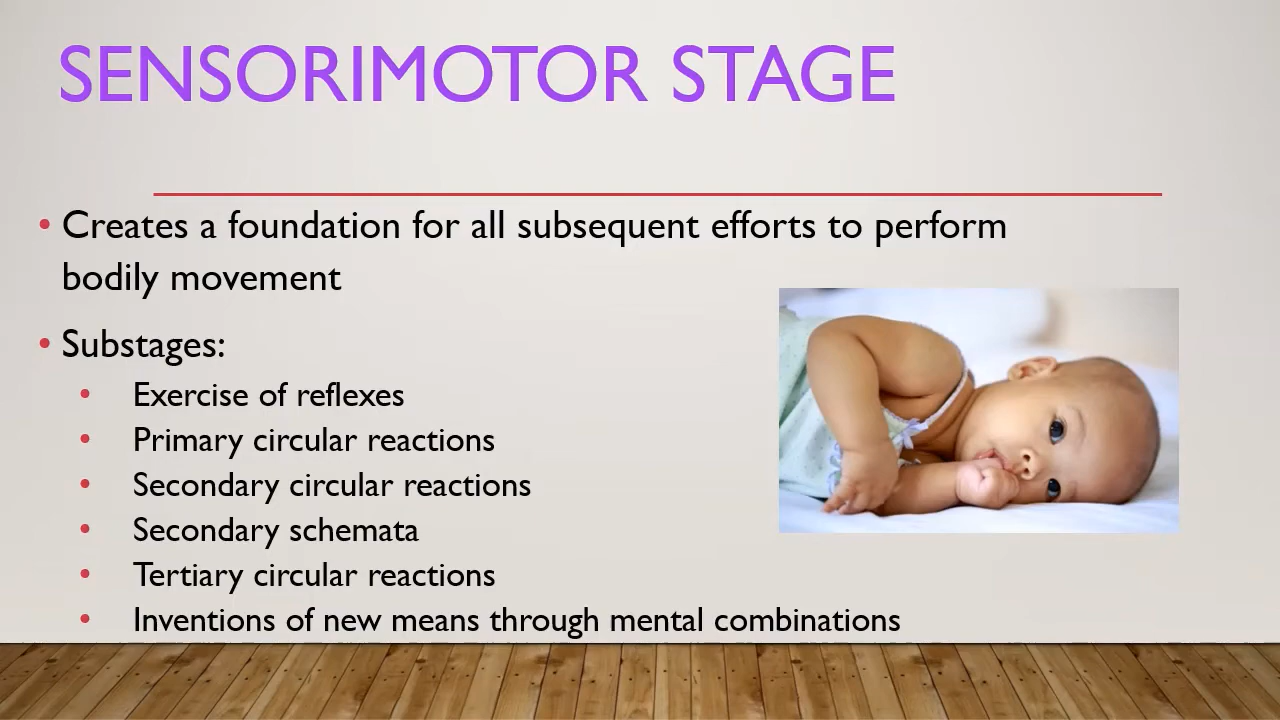 SENSORIMOTOR STAGE
• Creates a foundation for all subsequent efforts to perform
bodily movement
• Substages:
• Exercise of reflexes
• Primary circular reactions
• Secondary circular reactions
• Secondary schemata
• Tertiary circular reactions
• Inventions of new means through mental combinations